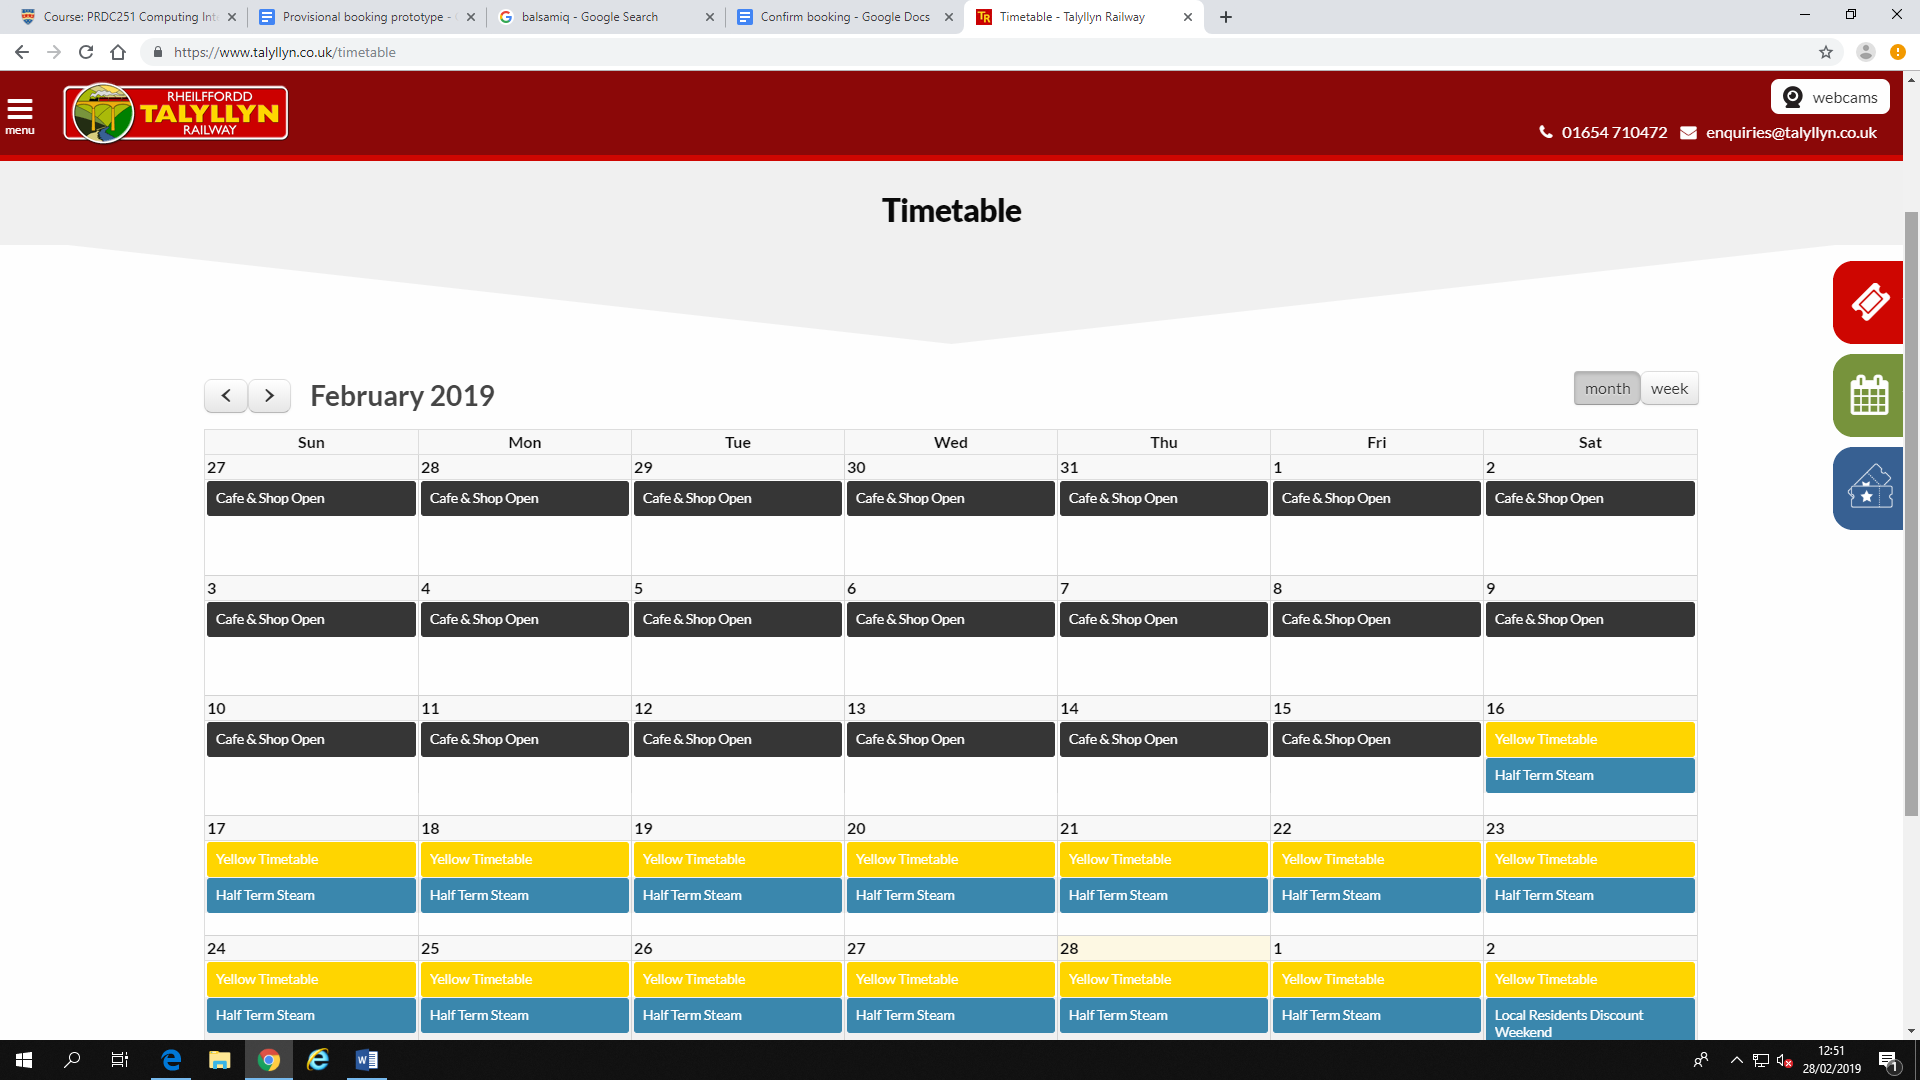 Course: PRDC251 Computing Int
Provisional booking prototype -
balsamiq - Google Search
Confirm booking - Google Docs
Timetable - Talyllyn Railway
https://www.talyllyn.co.uk/timetable
menu
RHEILFFORDD
TALYLLYN
RAILWAY
webcams
01654 710472 enquiries@talyllyn.co.uk
Timetable
February 2019
month week
Sun Mon Tue Wed Thu Fri Sat
27 28 29 30 31 1 2
Cafe & Shop Open Cafe & Shop Open Cafe & Shop Open Cafe & Shop Open Cafe & Shop Open Cafe & Shop Open Cafe & Shop Open
3 4 5 6 7 8 9
Cafe & Shop Open Cafe & Shop Open Cafe & Shop Open Cafe & Shop Open Cafe & Shop Open Cafe & Shop Open Cafe & Shop Open
10 11 12 13 14 15 16
Cafe & Shop Open Cafe & Shop Open Cafe & Shop Open Cafe & Shop Open Cafe & Shop Open Cafe & Shop Open Yellow Timetable
Half Term Steam
17 18 19 20 21 22 23
Yellow Timetable Yellow Timetable Yellow Timetable Yellow Timetable Yellow Timetable Yellow Timetable Yellow Timetable
Half Term Steam Half Term Steam Half Term Steam Half Term Steam Half Term Steam Half Term Steam Half Term Steam
24 25 26 27 28 1 2
Yellow Timetable Yellow Timetable Yellow Timetable Yellow Timetable Yellow Timetable Yellow Timetable Yellow Timetable
Half Term Steam Half Term Steam Half Term Steam Half Term Steam Half Term Steam Half Term Steam Local Residents Discount
Weekend
12:51
28/02/2019
1